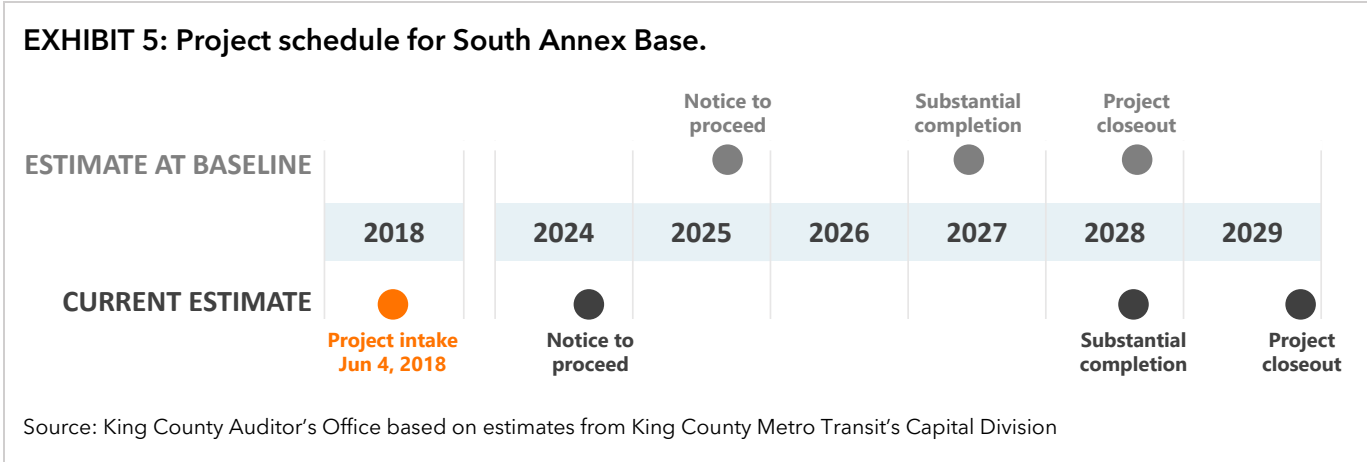 EXHIBIT 5: Project schedule for South Annex Base.
Notice to
proceed
Substantial
completion
Project
closeout
ESTIMATE AT BASELINE
2018 2024 2025 2026 2027 2028 2029
CURRENT ESTIMATE
Project intake
Jun 4, 2018
Notice to
proceed
Substantial
completion
Project
closeout
Source: King County Auditor’s Office based on estimates from King County Metro Transit’s Capital Division